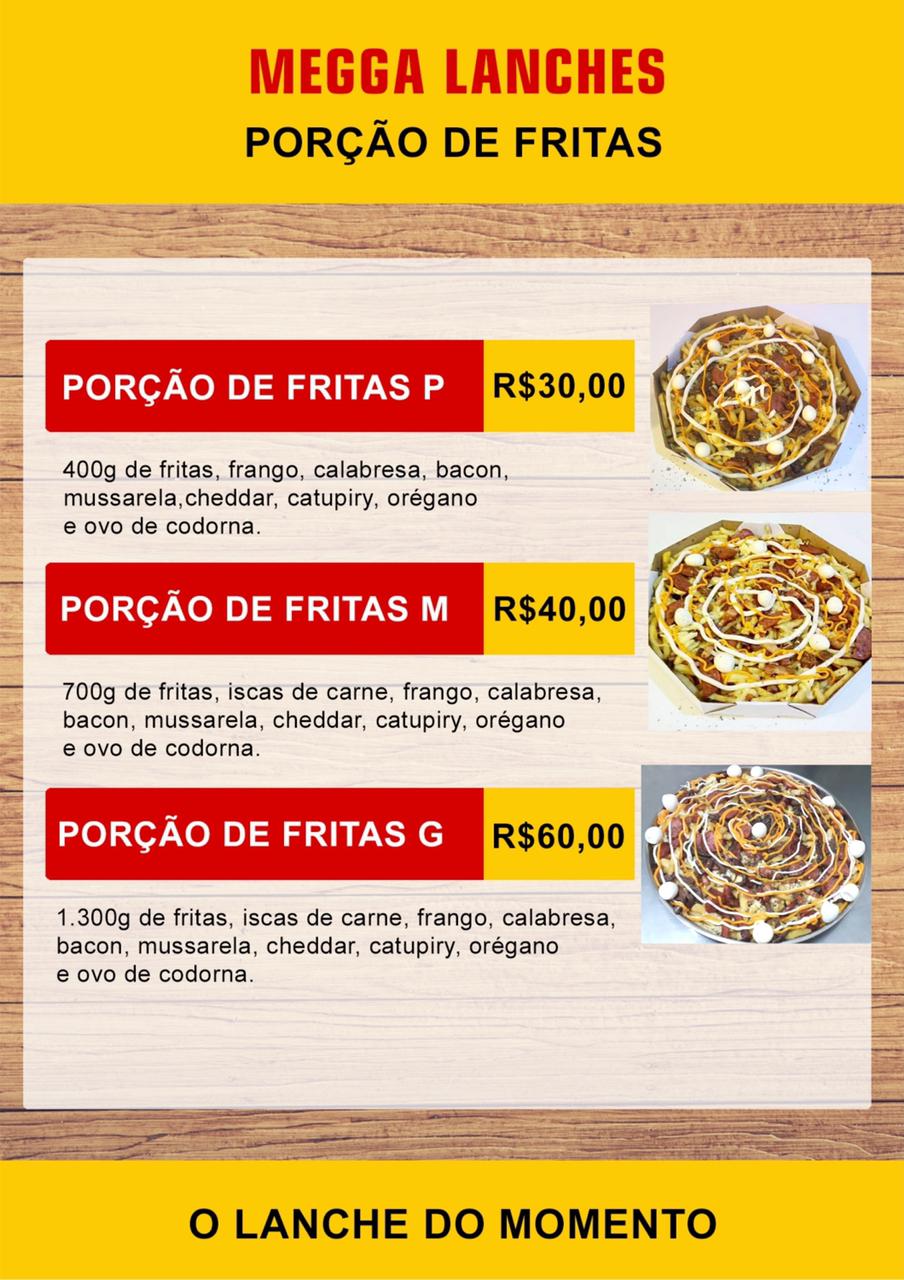 MEGGA LANCHES
PORÇÃO DE FRITAS
PORÇÃO DE FRITAS P R$30,00
400g de fritas, frango, calabresa, bacon,
mussarela,cheddar, catupiry, orégano
e ovo de codorna.
PORÇÃO DE FRITAS M R$40,00
700g de fritas, iscas de carne, frango, calabresa,
bacon, mussarela, cheddar, catupiry, orégano
e ovo de codorna.
PORÇÃO DE FRITAS G R$60,00
1.300g de fritas, iscas de carne, frango, calabresa,
bacon, mussarela, cheddar, catupiry, orégano
e ovo de codorna.
O LANCHE DO MOMENTO